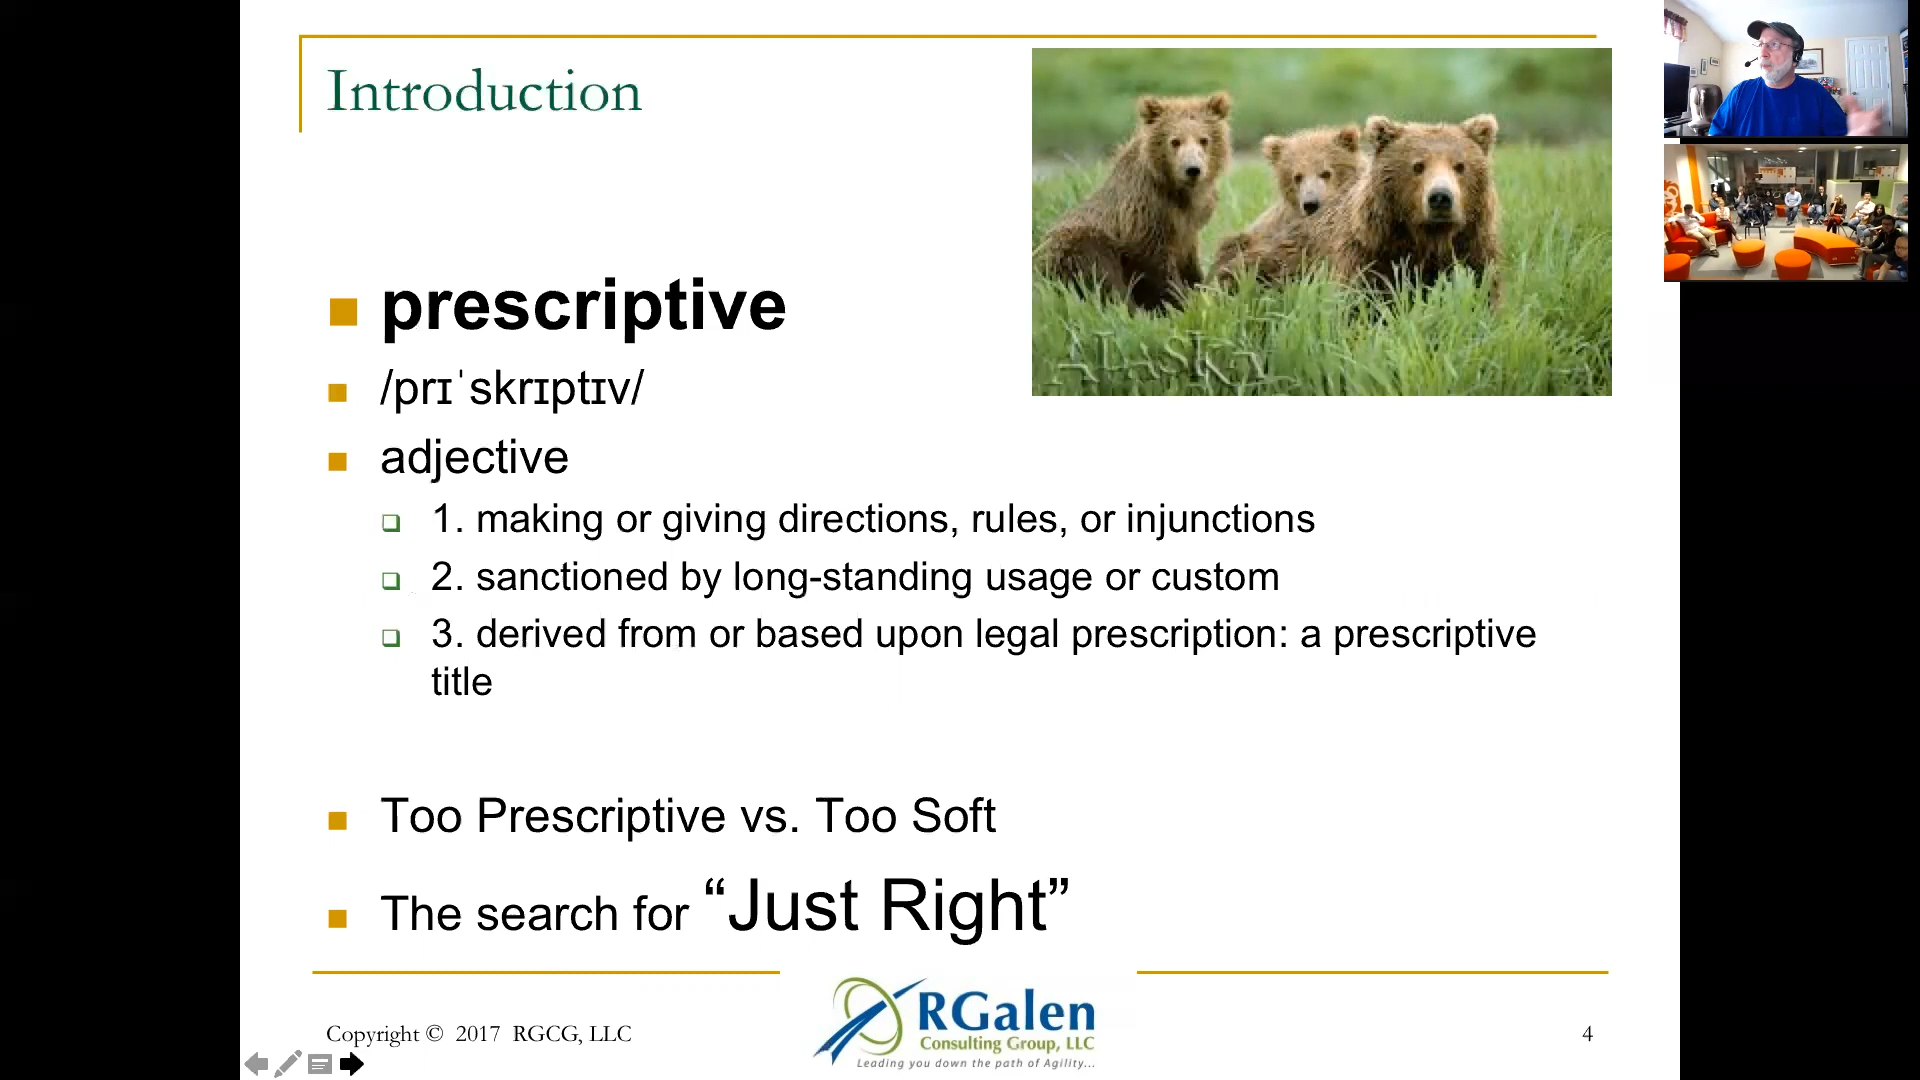 Introduction
ALASKA
prescriptive
/prɪˈskrɪptɪv/
adjective
1. making or giving directions, rules, or injunctions
2. sanctioned by long-standing usage or custom
3. derived from or based upon legal prescription: a prescriptive
title
Too Prescriptive vs. Too Soft
The search for “Just Right”
RGalen
Consulting Group, LLC
Leading you down the path of Agility...
Copyright © 2017 RGCG, LLC
4